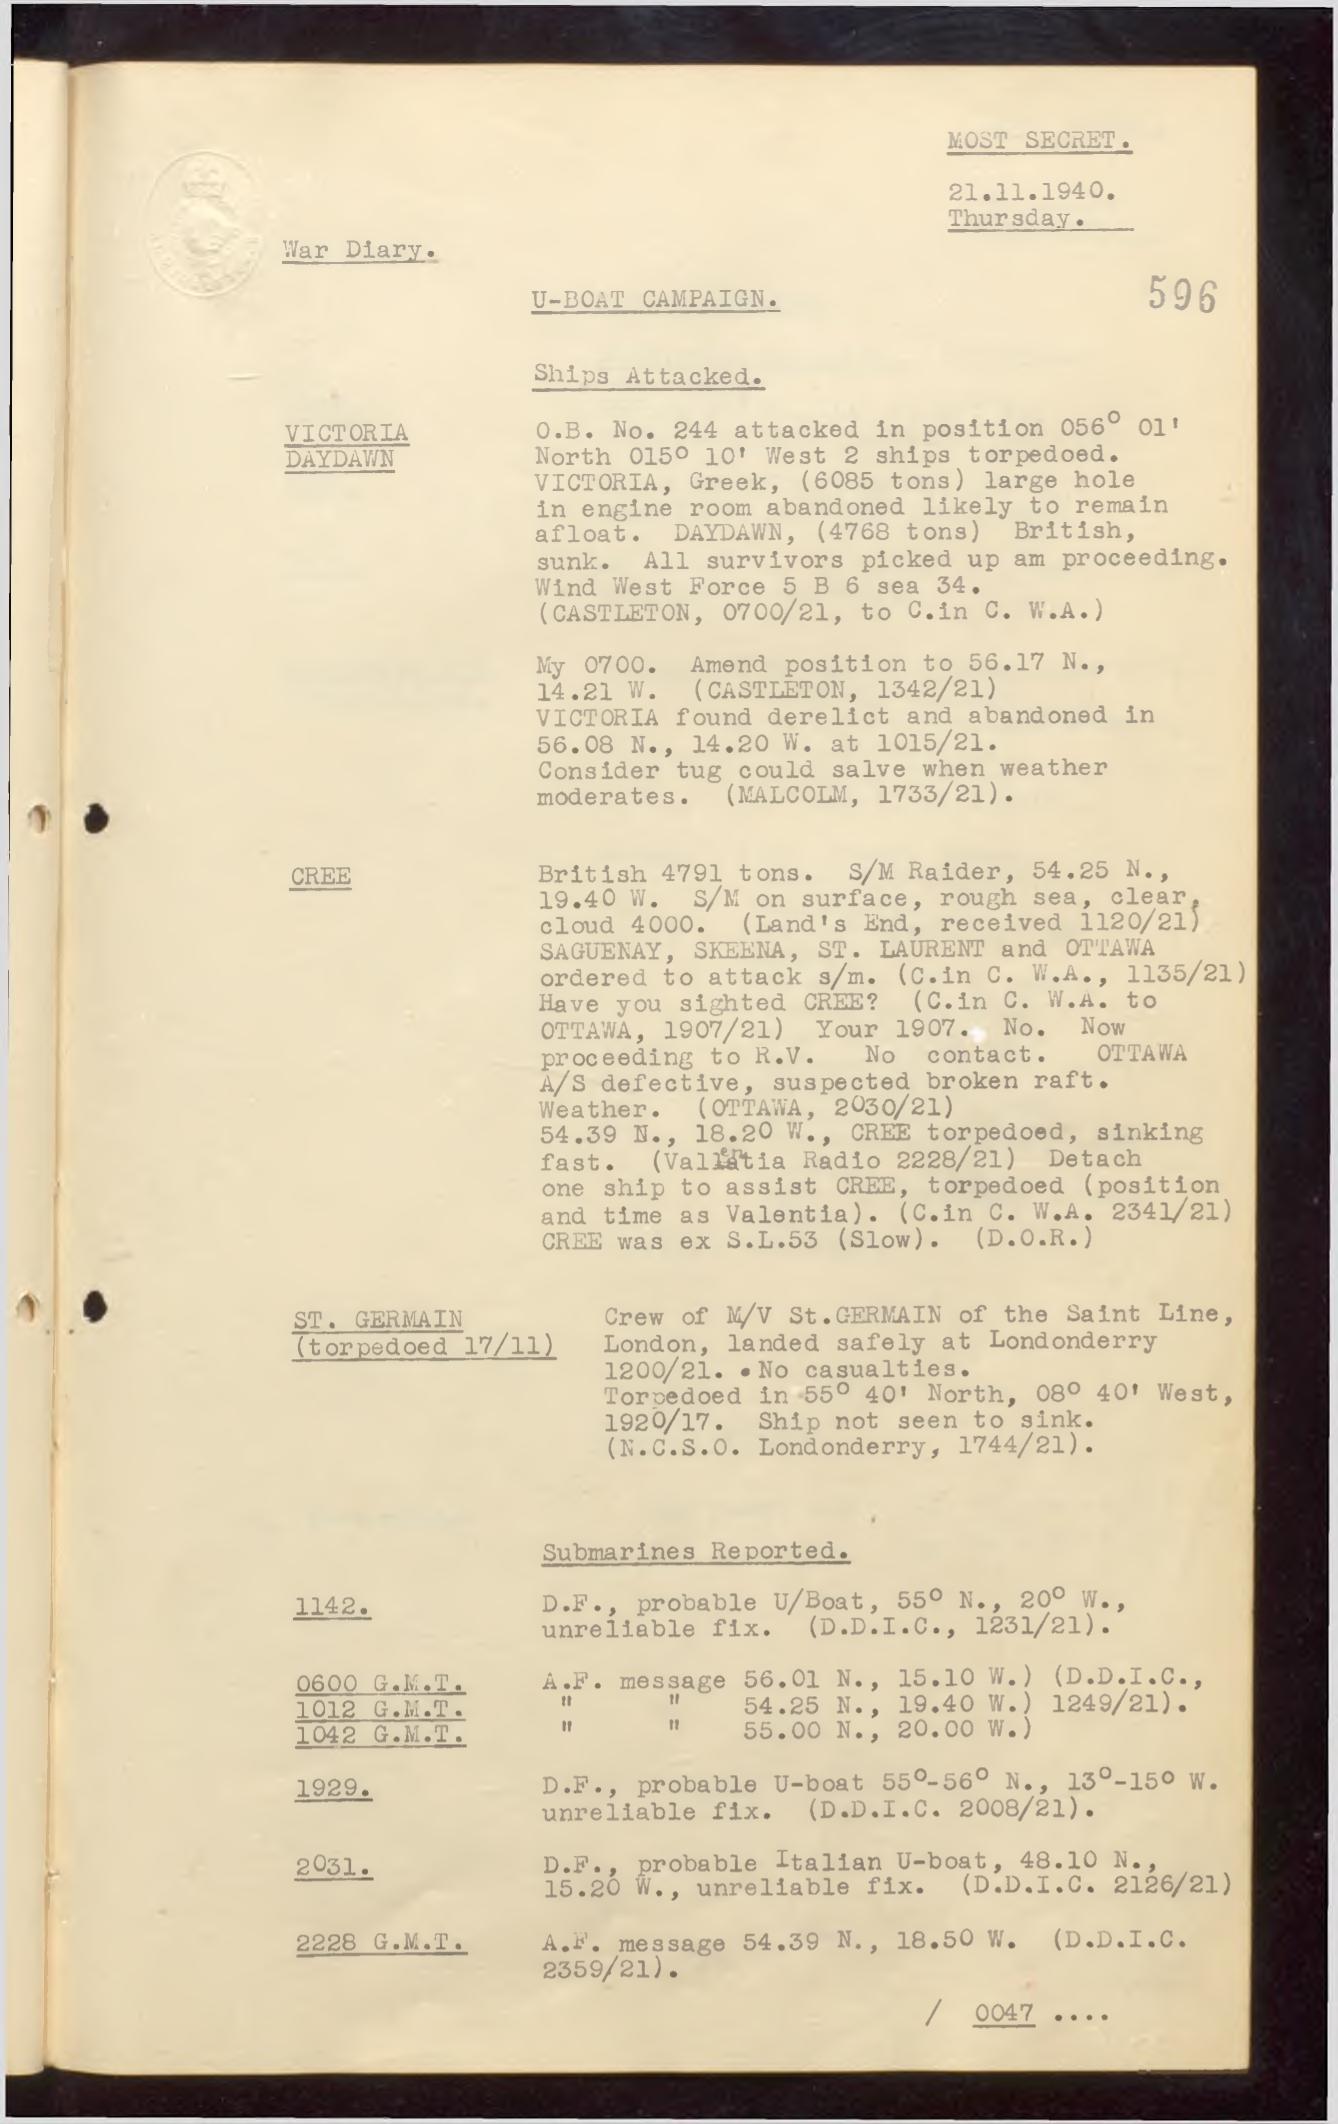 MOST SECRET.
21.11.1940.
Thursday.
War Diary.
U-BOAT CAMPAIGN.
596
Ships Attacked.
VICTORIA
DAYDAWN
O.B. No. 244 attacked in position 056° 01'
North 015° 10' West 2 ships torpedoed.
VICTORIA, Greek, (6085 tons) large hole
in engine room abandoned likely to remain
afloat. DAYDAWN, (4768 tons) British,
sunk. All survivors picked up am proceeding.
Wind West Force 5 B 6 sea 34.
(CASTLETON, 0700/21, to C.in C. W.A.)
My 0700. Amend position to 56.17 N.,
14.21 W. (CASTLETON, 1342/21)
VICTORIA found derelict and abandoned in
56.08 N., 14.20 W. at 1015/21.
Consider tug could salve when weather
moderates. (MALCOLM, 1733/21).
CREE
British 4791 tons. S/M Raider, 54.25 N.,
19.40 W. S/M on surface, rough sea, clear,
cloud 4000. (Land's End, received 1120/21)
SAGUENAY, SKEENA, ST. LAURENT and OTTAWA
ordered to attack s/m. (C.in C. W.A., 1135/21)
Have you sighted CREE? (C.in C. W.A. to
OTTAWA, 1907/21) Your 1907. No. Now
proceeding to R.V. No contact. OTTAWA
A/S defective, suspected broken raft.
Weather. (OTTAWA, 2030/21)
54.39 N., 18.20 W., CREE torpedoed, sinking
fast. (Valentia Radio 2228/21) Detach
one ship to assist CREE, torpedoed (position
and time as Valentia). (C.in C. W.A. 2341/21)
CREE was ex S.L.53 (Slow). (D.O.R.)
ST. GERMAIN
(torpedoed 17/11)
Crew of M/V St.GERMAIN of the Saint Line,
London, landed safely at Londonderry
1200/21. No casualties.
Torpedoed in 55° 40' North, 08° 40' West,
1920/17. Ship not seen to sink.
(N.C.S.O. Londonderry, 1744/21).
Submarines Reported.
1142. D.F., probable U/Boat, 55° N., 20° W.,
unreliable fix. (D.D.I.C., 1231/21).
0600 G.M.T. A.F. message 56.01 N., 15.10 W.) (D.D.I.C.,
1012 G.M.T. " " 54.25 N., 19.40 W.) 1249/21).
1042 G.M.T. " " 55.00 N., 20.00 W.)
1929. D.F., probable U-boat 55°-56° N., 13°-15° W.
unreliable fix. (D.D.I.C. 2008/21).
2031. D.F., probable Italian U-boat, 48.10 N.,
15.20 W., unreliable fix. (D.D.I.C. 2126/21)
2228 G.M.T. A.F. message 54.39 N., 18.50 W. (D.D.I.C.
2359/21).
/ 0047 ....